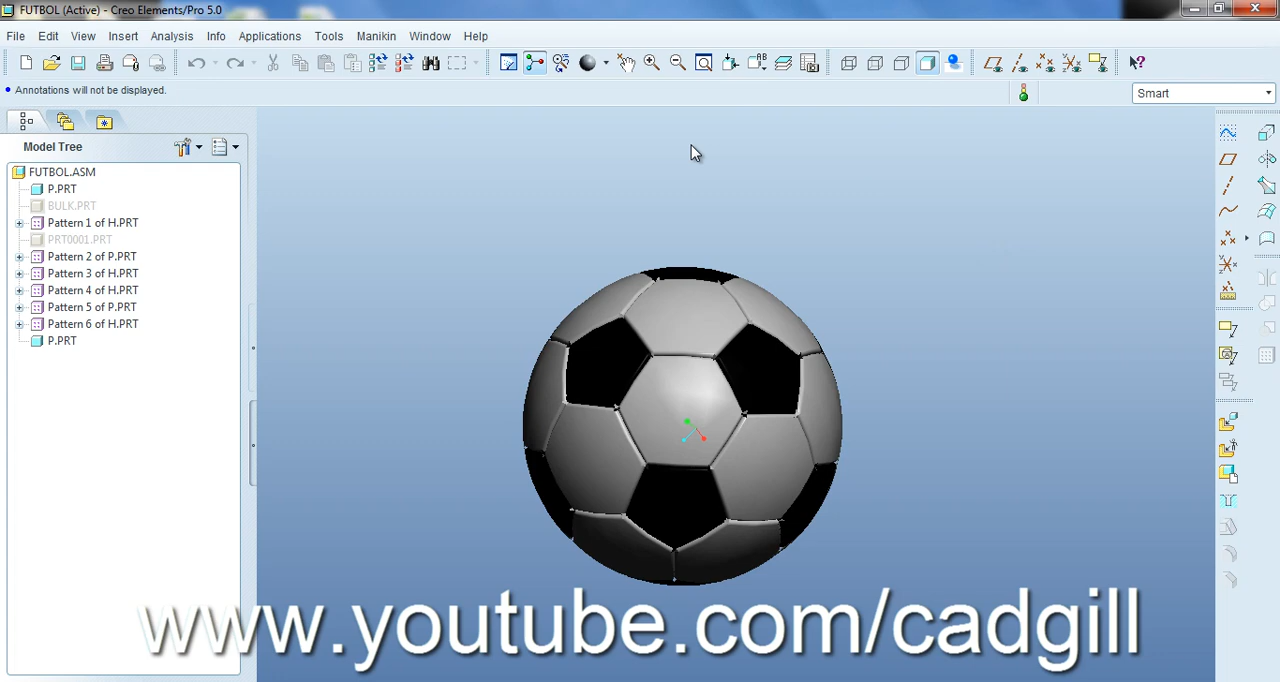 FUTBOL (Active) - Creo Elements/Pro 5.0
File Edit View Insert Analysis Info Applications Tools Manikin Window Help
Annotations will not be displayed.
Smart
Model Tree
FUTBOL.ASM
P.PRT
BULK.PRT
Pattern 1 of H.PRT
PRT0001.PRT
Pattern 2 of P.PRT
Pattern 3 of H.PRT
Pattern 4 of H.PRT
Pattern 5 of P.PRT
Pattern 6 of H.PRT
P.PRT
www.youtube.com/cadgill